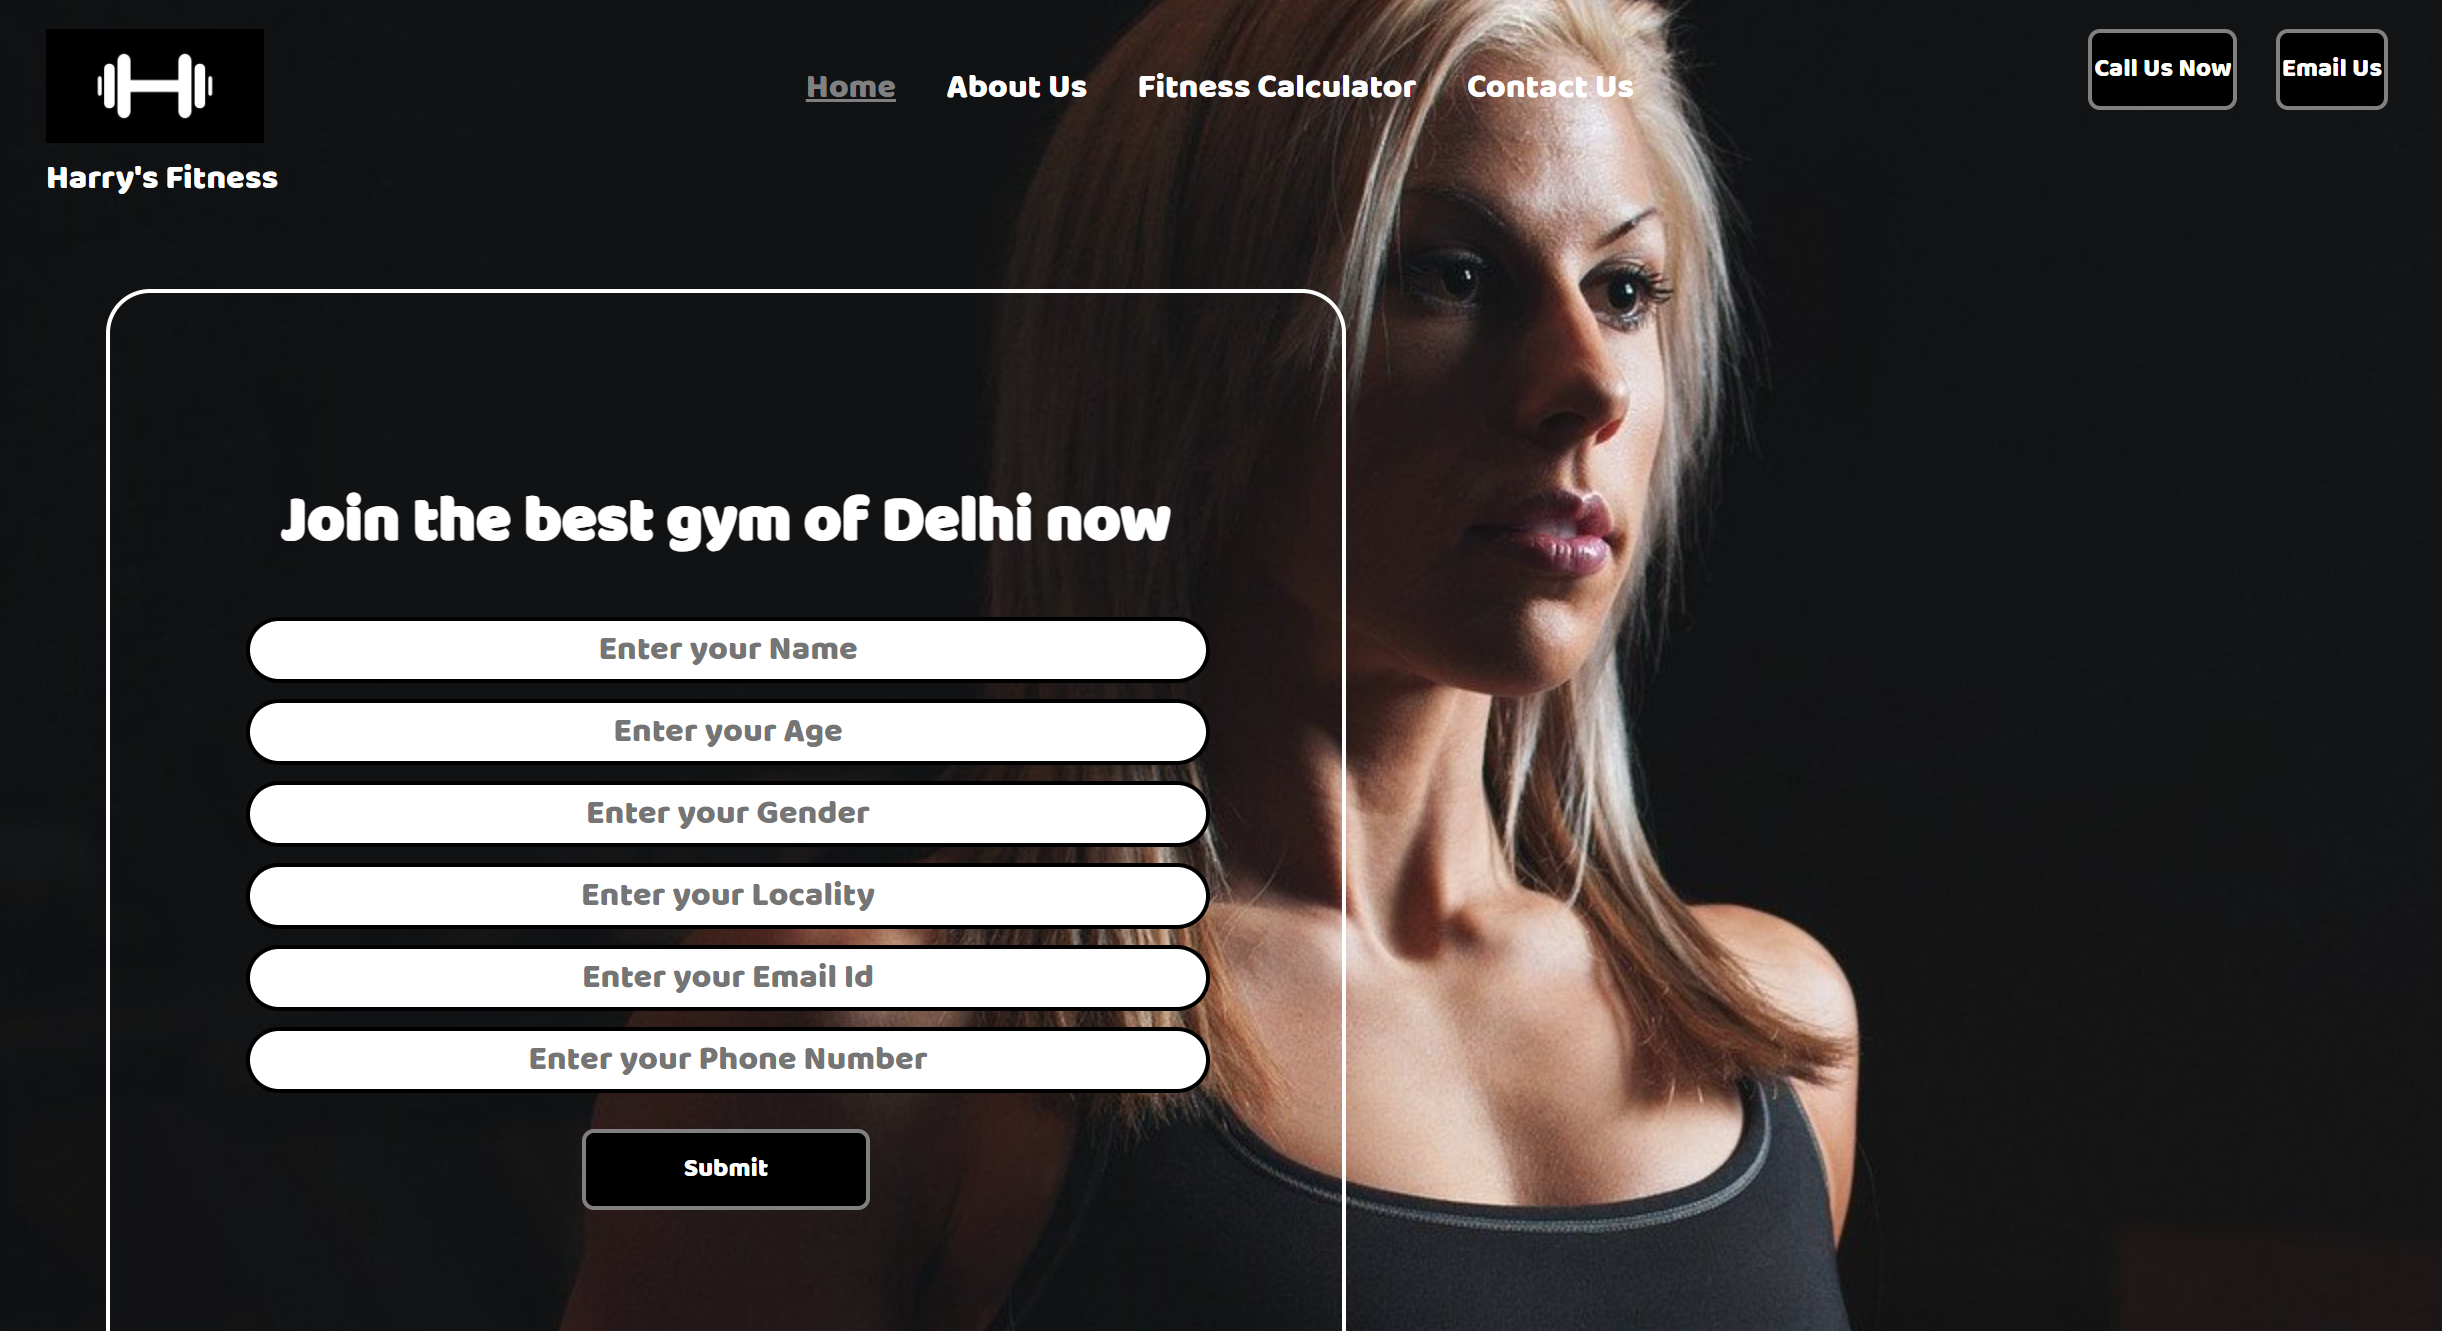 Home
About Us
Fitness Calculator
Contact Us
Call Us Now
Email Us
Harry's Fitness
Join the best gym of Delhi now
Enter your Name
Enter your Age
Enter your Gender
Enter your Locality
Enter your Email Id
Enter your Phone Number
Submit